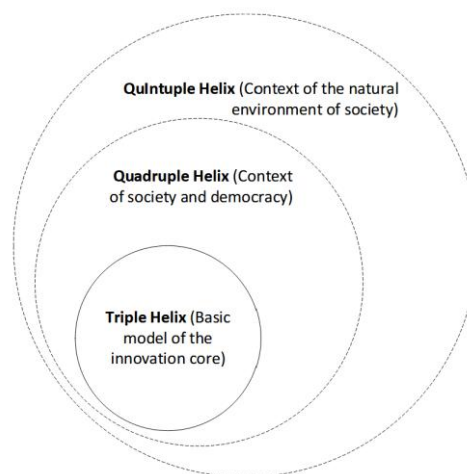 QuIntuple Helix (Context of the natural
environment of society)
Quadruple Helix (Context
of society and democracy)
Triple Helix (Basic
model of the
innovation core)